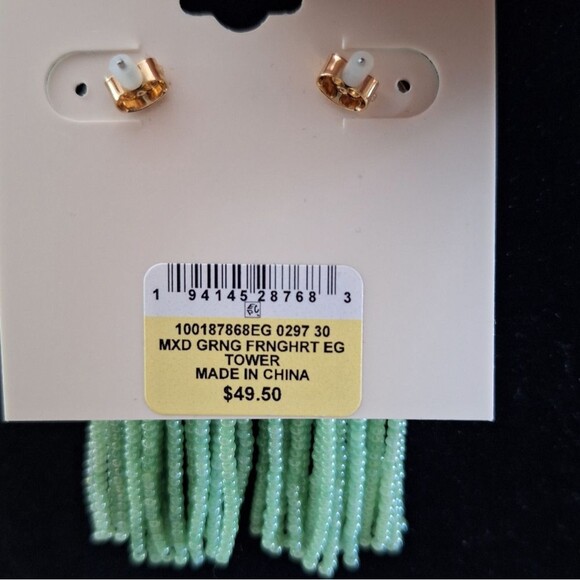 1 94145 28768 3
100187868EG 0297 30
MXD GRNG FRNGHRT EG
TOWER
MADE IN CHINA
$49.50